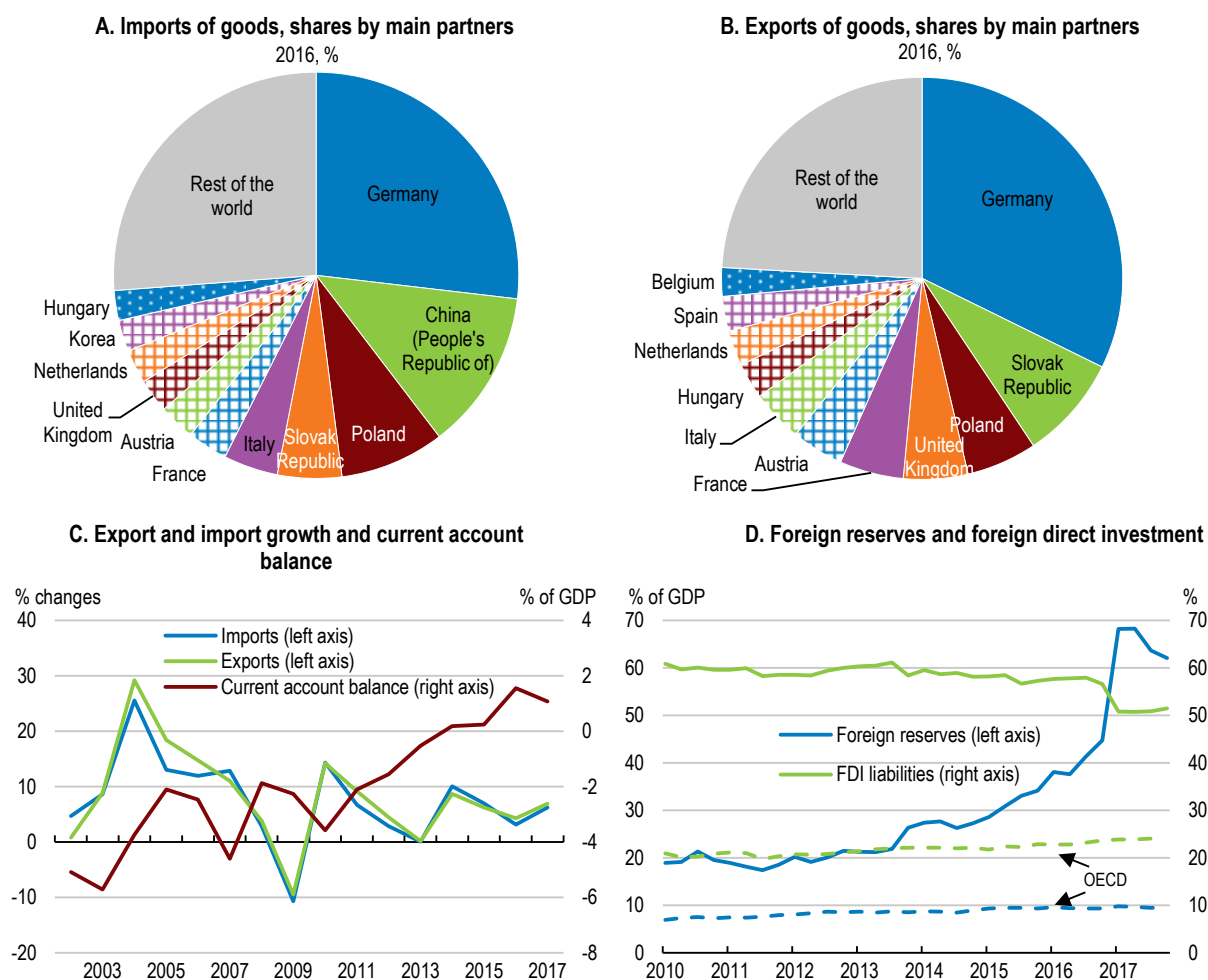 A. Imports of goods, shares by main partners
2016, %
Rest of the
world
Germany
China
(People's
Republic of)
Poland
Slovak
Republic
Italy
France
Austria
United
Kingdom
Netherlands
Korea
Hungary
B. Exports of goods, shares by main partners
2016, %
Rest of the
world
Germany
Slovak
Republic
Poland
United
Kingdom
France
Austria
Italy
Hungary
Netherlands
Spain
Belgium
C. Export and import growth and current account
balance
% changes
% of GDP
Imports (left axis)
Exports (left axis)
Current account balance (right axis)
40
30
20
10
0
-10
-20
4
2
0
-2
-4
-6
-8
2003 2005 2007 2009 2011 2013 2015 2017
D. Foreign reserves and foreign direct investment
% of GDP
%
70
60
50
40
30
20
10
0
Foreign reserves (left axis)
FDI liabilities (right axis)
OECD
70
60
50
40
30
20
10
0
2010 2011 2012 2013 2014 2015 2016 2017